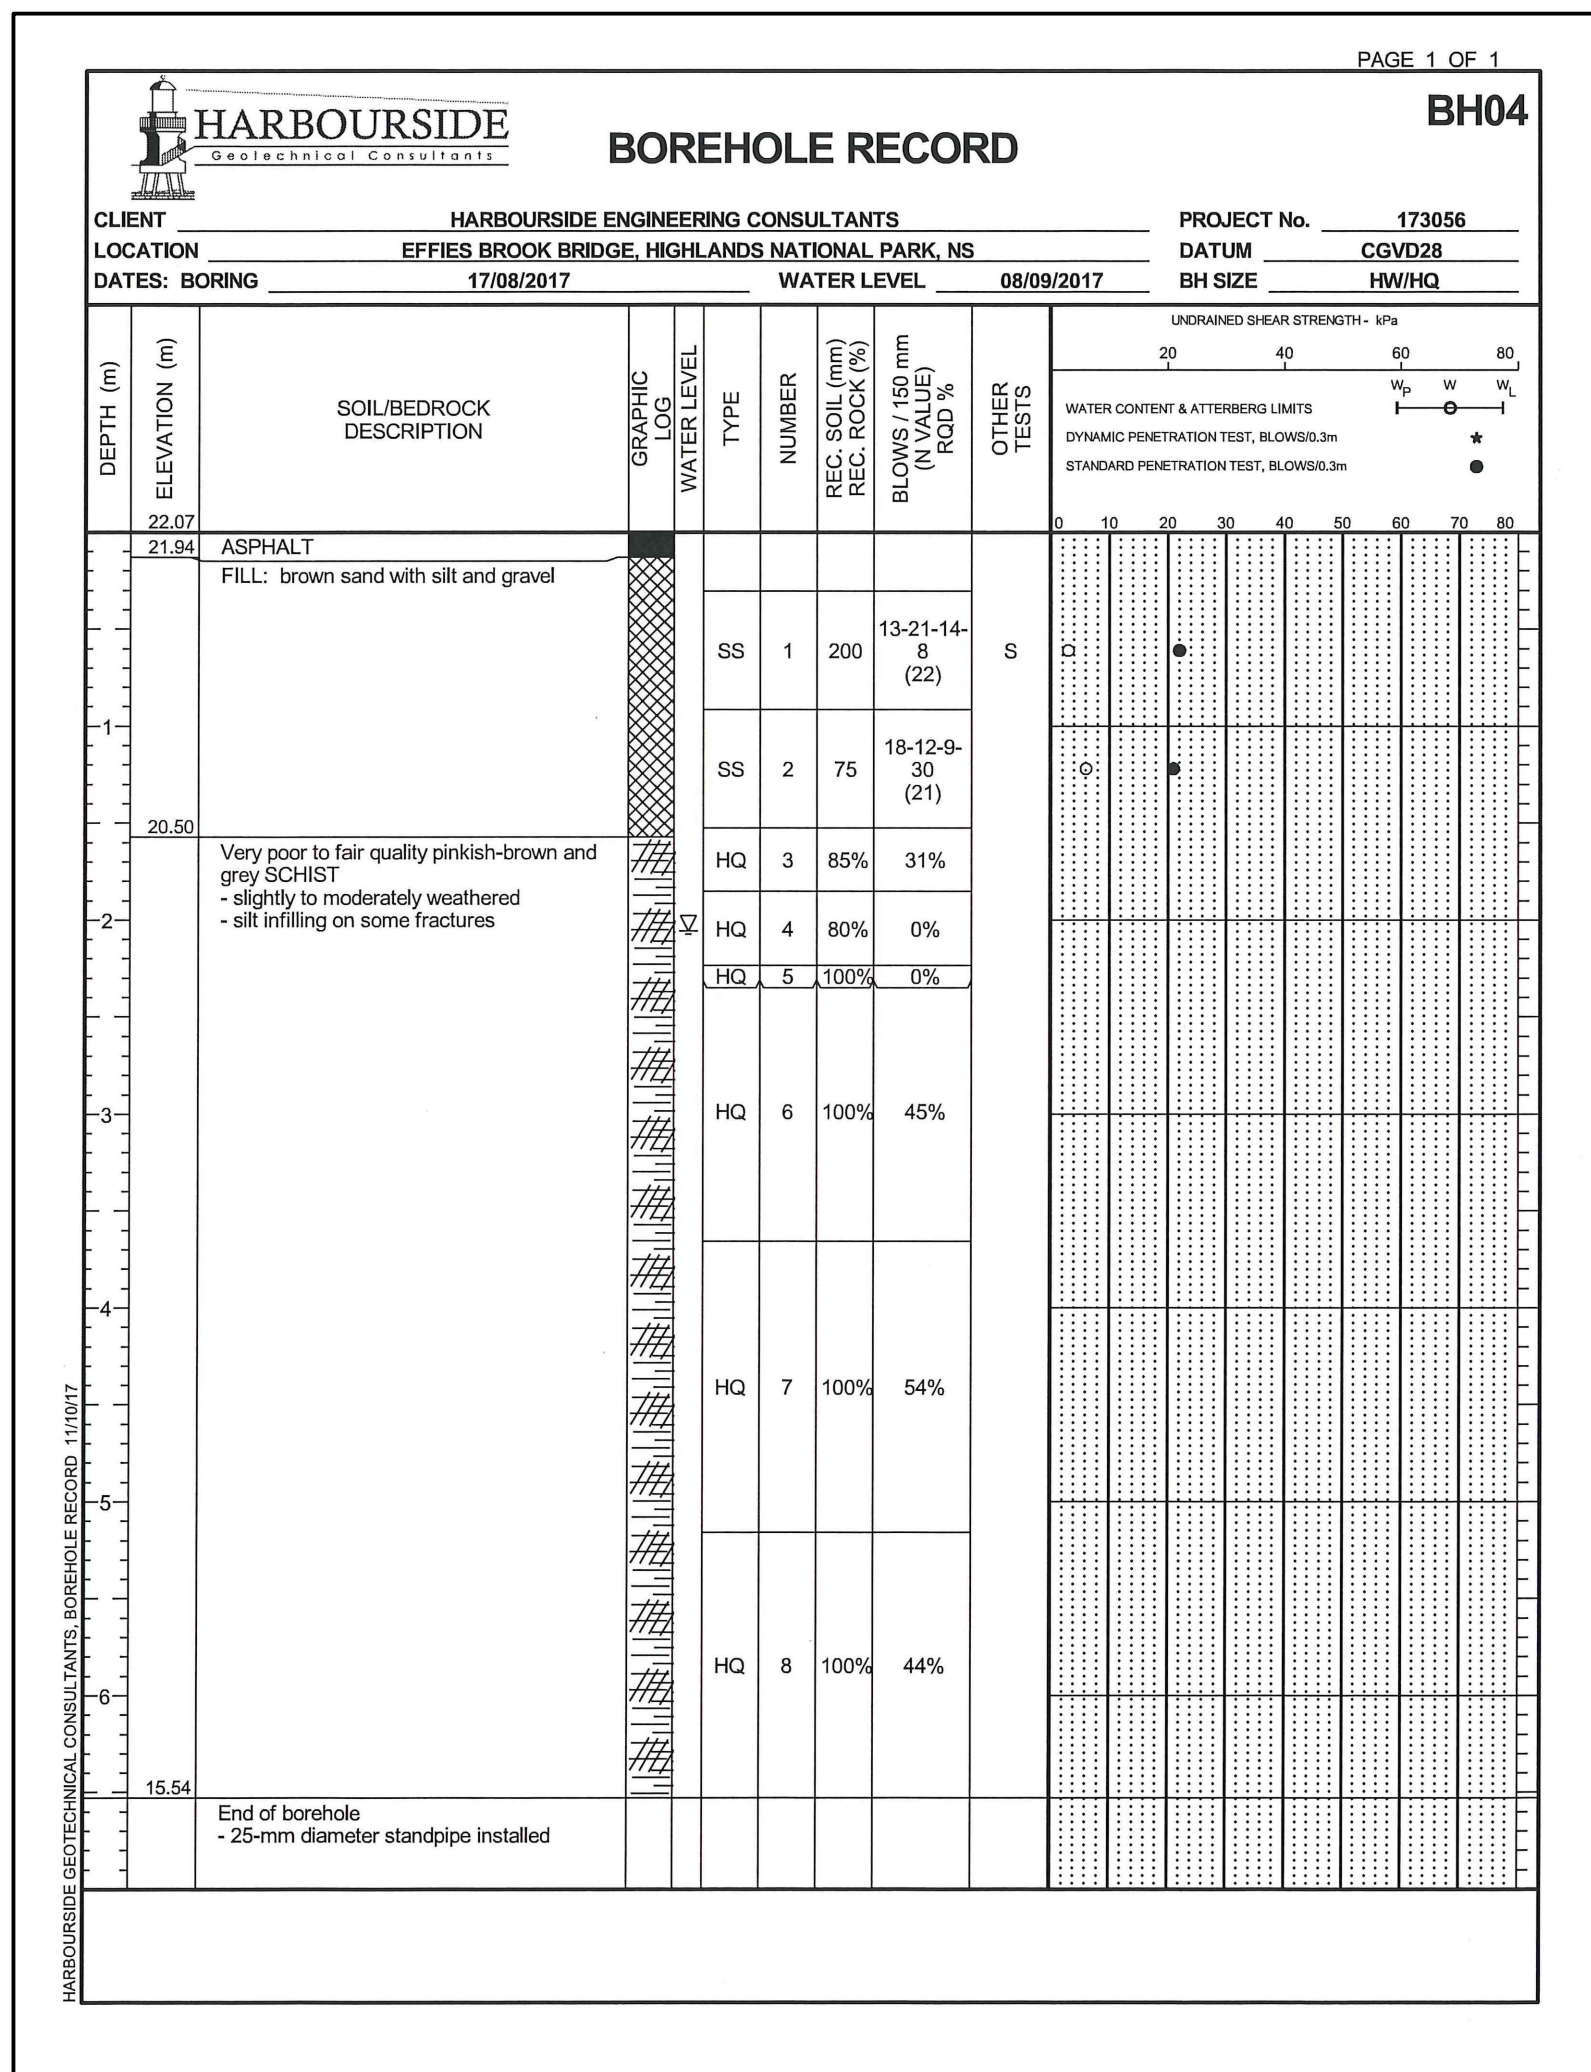 PAGE 1 OF 1
HARBOURSIDE
Geotechnical Consultants
BOREHOLE RECORD
BH04
CLIENT HARBOURSIDE ENGINEERING CONSULTANTS PROJECT No. 173056
LOCATION EFFIES BROOK BRIDGE, HIGHLANDS NATIONAL PARK, NS DATUM CGVD28
DATES: BORING 17/08/2017 WATER LEVEL 08/09/2017 BH SIZE HW/HQ
DEPTH (m)
ELEVATION (m)
SOIL/BEDROCK
DESCRIPTION
GRAPHIC
LOG
WATER LEVEL
TYPE
NUMBER
REC. SOIL (mm)
REC. ROCK (%)
BLOWS / 150 mm
(N VALUE)
RQD %
OTHER
TESTS
UNDRAINED SHEAR STRENGTH - kPa
20 40 60 80
WP W WL
WATER CONTENT & ATTERBERG LIMITS
DYNAMIC PENETRATION TEST, BLOWS/0.3m ★
STANDARD PENETRATION TEST, BLOWS/0.3m ●
22.07
0 10 20 30 40 50 60 70 80
21.94 ASPHALT
FILL: brown sand with silt and gravel
13-21-14-
SS 1 200 8 S
(22)
1
18-12-9-
SS 2 75 30
(21)
20.50
Very poor to fair quality pinkish-brown and
grey SCHIST
- slightly to moderately weathered
- silt infilling on some fractures
HQ 3 85% 31%
2
HQ 4 80% 0%
HQ 5 100% 0%
3
HQ 6 100% 45%
4
HQ 7 100% 54%
5
HQ 8 100% 44%
6
15.54
End of borehole
- 25-mm diameter standpipe installed
HARBOURSIDE GEOTECHNICAL CONSULTANTS, BOREHOLE RECORD 11/10/17